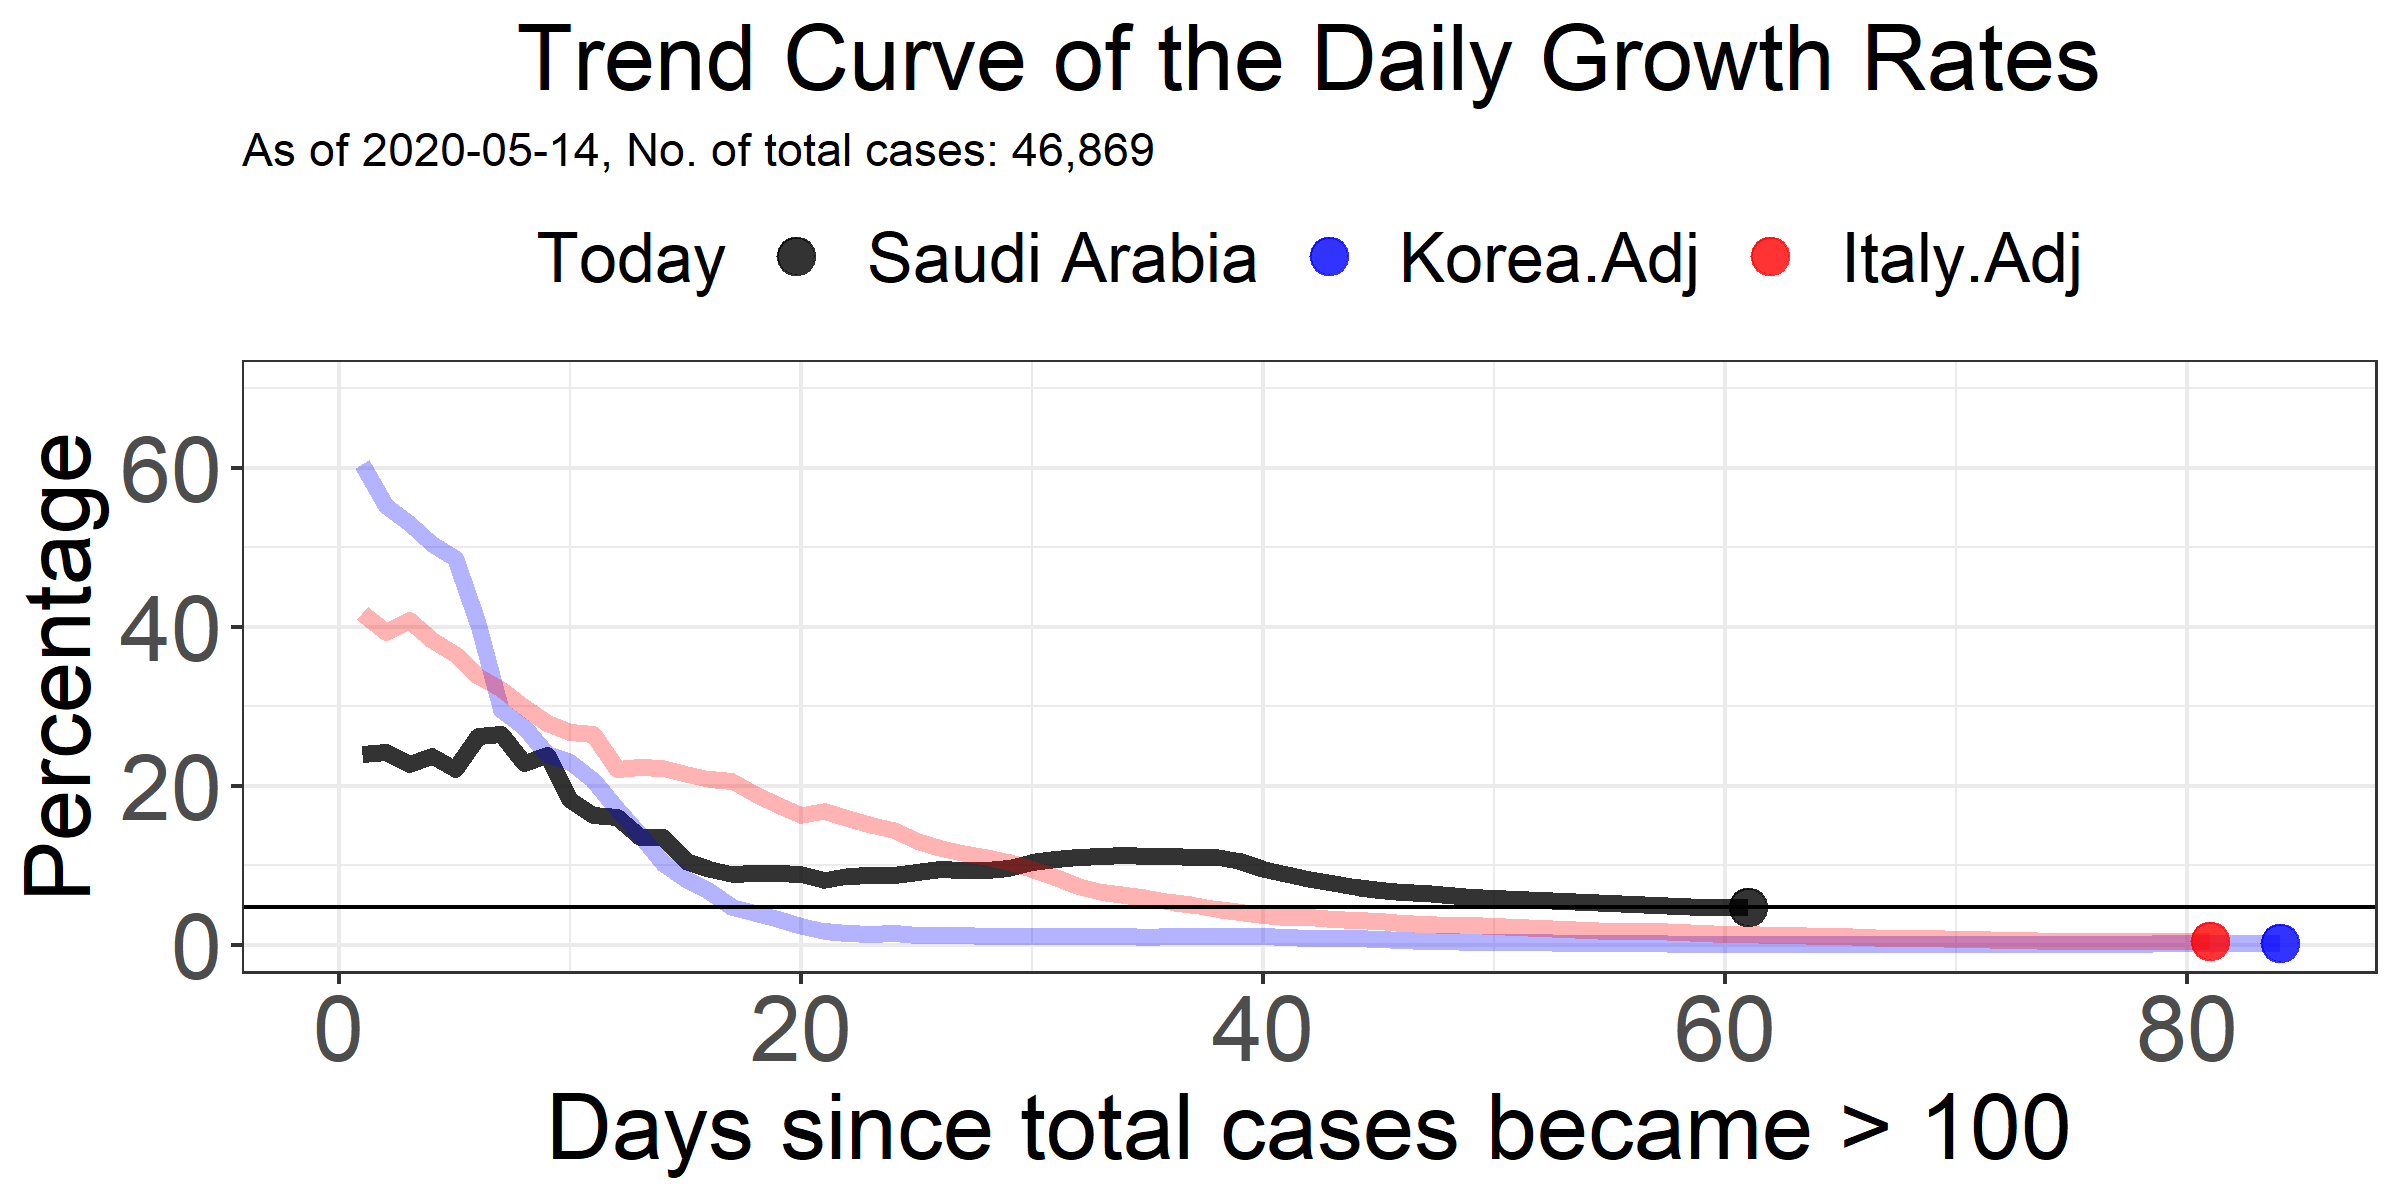 Trend Curve of the Daily Growth Rates
As of 2020-05-14, No. of total cases: 46,869
Today Saudi Arabia Korea.Adj Italy.Adj
Percentage
60
40
20
0
0 20 40 60 80
Days since total cases became > 100